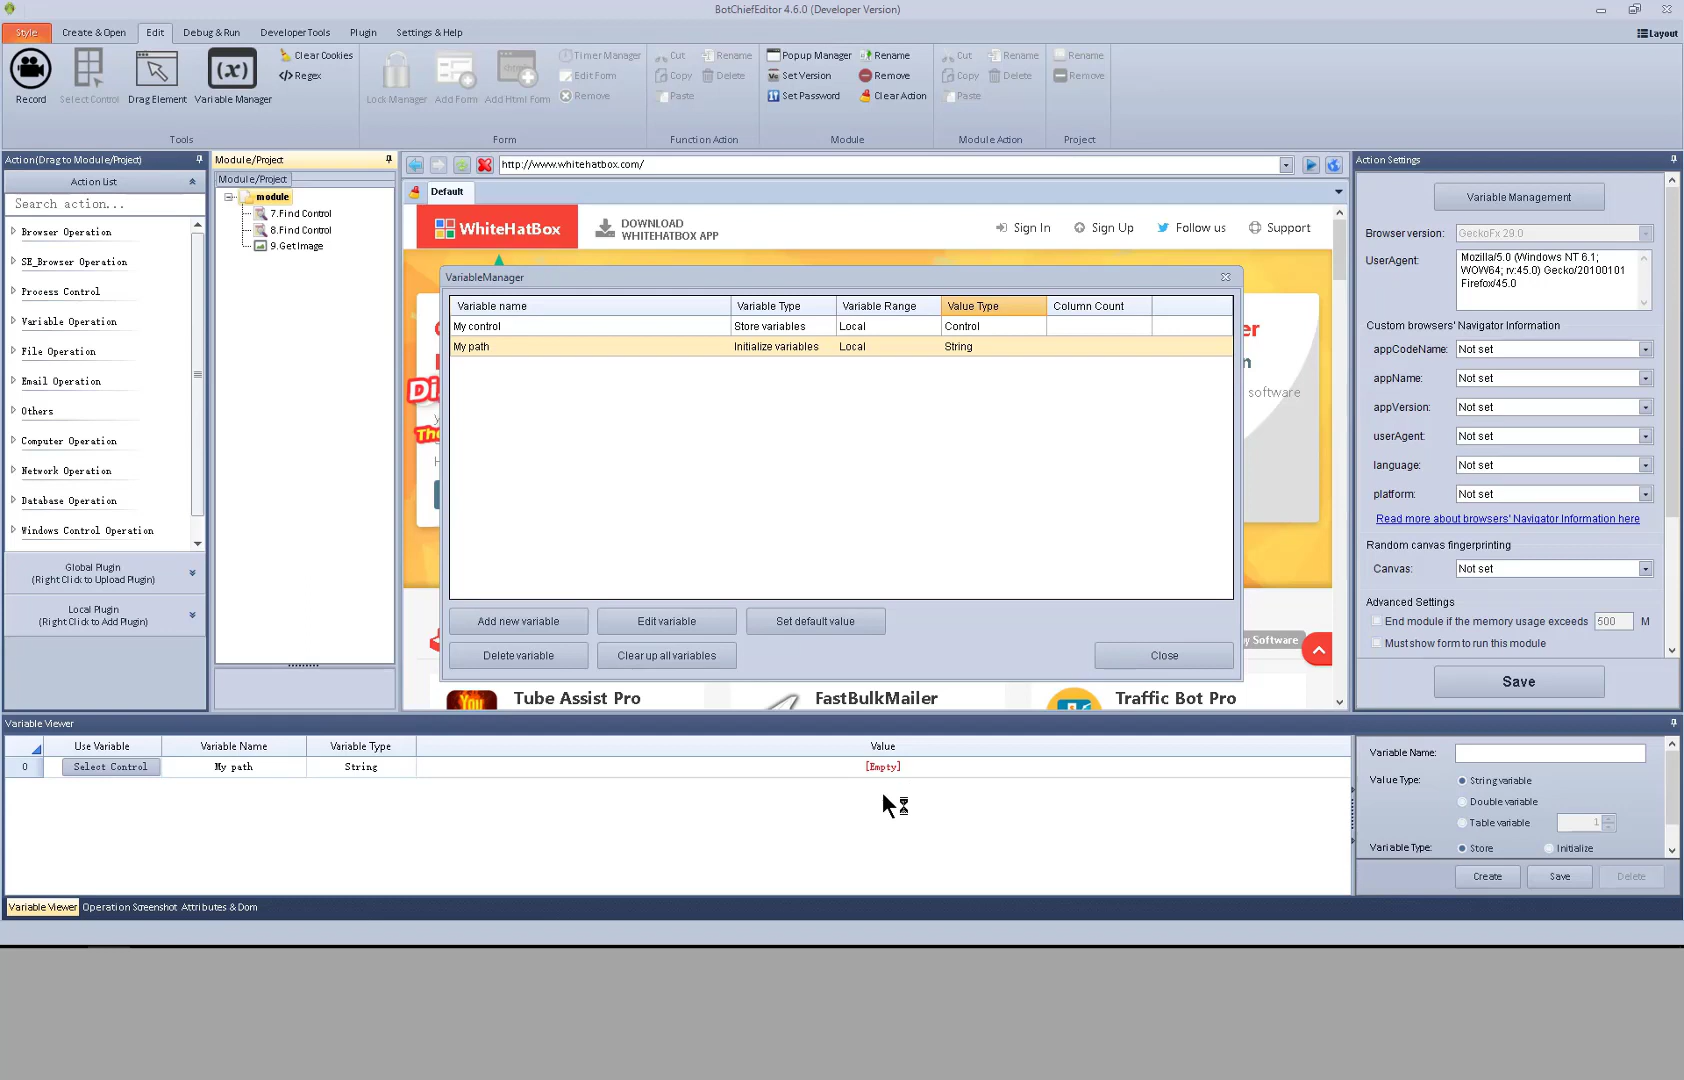 BotChiefEditor 4.6.0 (Developer Version)
Style Create & Open Edit Debug & Run Developer Tools Plugin Settings & Help Layout
Record Select Control Drag Element Variable Manager
Clear Cookies
Regex
Tools
Lock Manager Add Form Add Html Form
Timer Manager
Edit Form
Remove
Form
Cut Rename
Copy Delete
Paste
Function Action
Popup Manager Rename
Set Version Remove
Set Password Clear Action
Module
Cut Rename
Copy Delete
Paste
Module Action
Rename
Remove
Project
Action(Drag to Module/Project)
Action List
Search action...
Browser Operation
SE_Browser Operation
Process Control
Variable Operation
File Operation
Email Operation
Others
Computer Operation
Network Operation
Database Operation
Windows Control Operation
Global Plugin
(Right Click to Upload Plugin)
Local Plugin
(Right Click to Add Plugin)
Module/Project
Module/Project
module
7.Find Control
8.Find Control
9.Get Image
http://www.whitehatbox.com/
Default
WhiteHatBox
DOWNLOAD
WHITEHATBOX APP
Sign In Sign Up Follow us Support
software
VariableManager
Variable name Variable Type Variable Range Value Type Column Count
My control Store variables Local Control
My path Initialize variables Local String
Add new variable Edit variable Set default value
Delete variable Clear up all variables Close
y Software
Tube Assist Pro FastBulkMailer Traffic Bot Pro
Action Settings
Variable Management
Browser version: GeckoFx 29.0
UserAgent: Mozilla/5.0 (Windows NT 6.1;
WOW64; rv:45.0) Gecko/20100101
Firefox/45.0
Custom browsers' Navigator Information
appCodeName: Not set
appName: Not set
appVersion: Not set
userAgent: Not set
language: Not set
platform: Not set
Read more about browsers' Navigator Information here
Random canvas fingerprinting
Canvas: Not set
Advanced Settings
End module if the memory usage exceeds 500 M
Must show form to run this module
Save
Variable Viewer
Use Variable Variable Name Variable Type Value
0 Select Control My path String [Empty]
Variable Name:
Value Type: String variable
Double variable
Table variable 1
Variable Type: Store Initialize
Create Save Delete
Variable Viewer Operation Screenshot Attributes & Dom